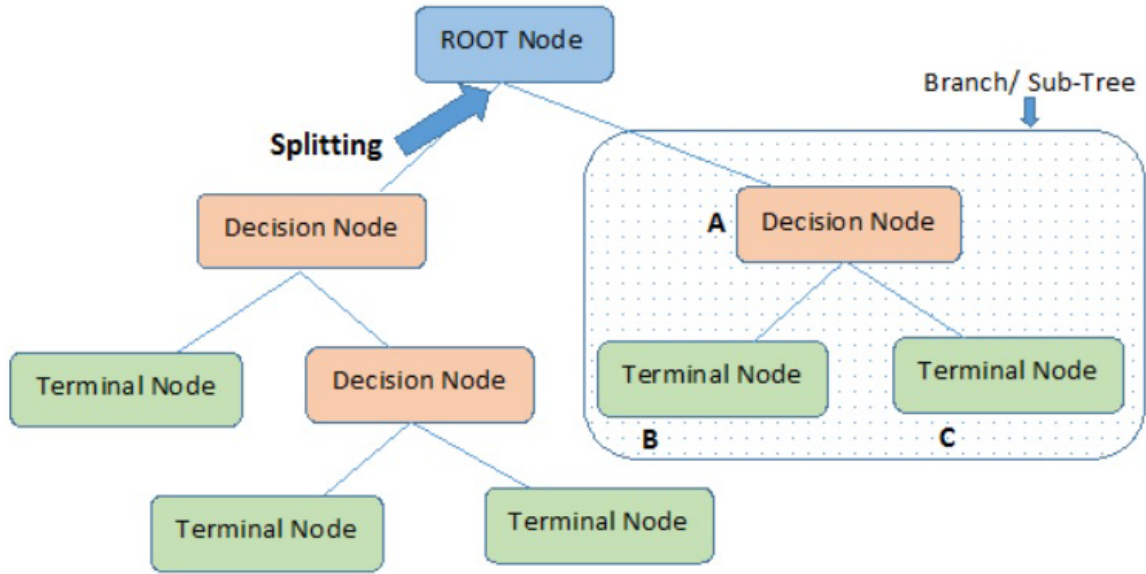 ROOT Node
Branch/ Sub-Tree
Splitting
Decision Node
A
Decision Node
Terminal Node
Decision Node
Terminal Node
Terminal Node
B
C
Terminal Node
Terminal Node